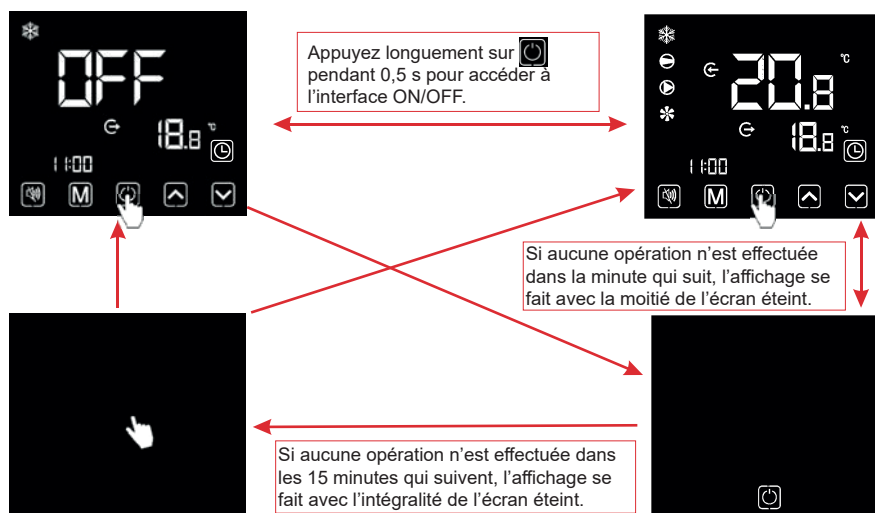 OFF
18.8 °C
11:00
M
Appuyez longuement sur
pendant 0,5 s pour accéder à
l’interface ON/OFF.
20.8 °C
18.8 °C
11:00
M
Si aucune opération n’est effectuée
dans la minute qui suit, l’affichage se
fait avec la moitié de l’écran éteint.
Si aucune opération n’est effectuée dans
les 15 minutes qui suivent, l’affichage se
fait avec l’intégralité de l’écran éteint.